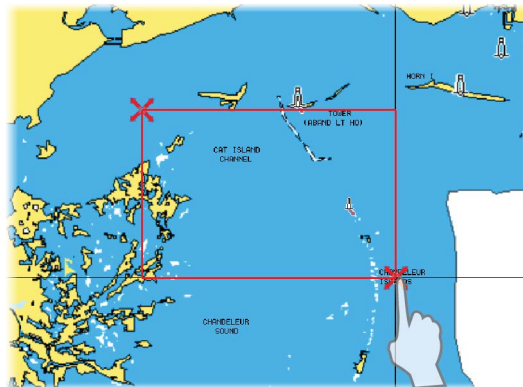 HORN I
TOWER
(ABAND LT HO)
CAT ISLAND
CHANNEL
CHANDELEUR
CHANDELEUR
SOUND